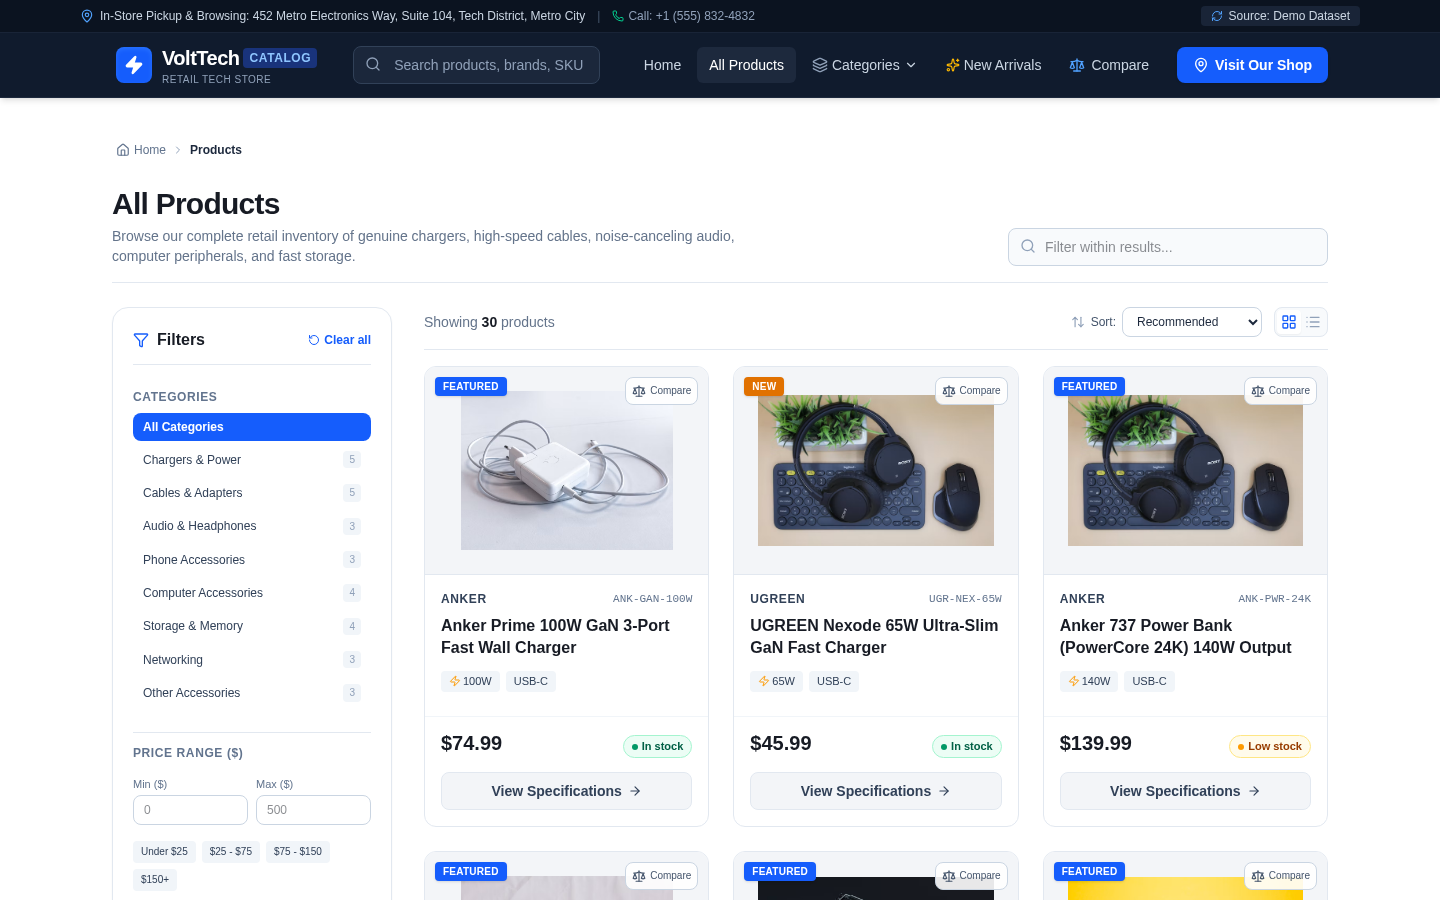 In-Store Pickup & Browsing: 452 Metro Electronics Way, Suite 104, Tech District, Metro City | Call: +1 (555) 832-4832
Source: Demo Dataset
VoltTech CATALOG
RETAIL TECH STORE
Search products, brands, SKU
Home
All Products
Categories
New Arrivals
Compare
Visit Our Shop
Home > Products
All Products
Browse our complete retail inventory of genuine chargers, high-speed cables, noise-canceling audio,
computer peripherals, and fast storage.
Filter within results...
Filters
Clear all
CATEGORIES
All Categories
Chargers & Power 5
Cables & Adapters 5
Audio & Headphones 3
Phone Accessories 3
Computer Accessories 4
Storage & Memory 4
Networking 3
Other Accessories 3
PRICE RANGE ($)
Min ($) Max ($)
0 500
Under $25 $25 - $75 $75 - $150
$150+
Showing 30 products
Sort: Recommended
FEATURED Compare
ANKER ANK-GAN-100W
Anker Prime 100W GaN 3-Port
Fast Wall Charger
100W USB-C
$74.99 In stock
View Specifications
NEW Compare
SONY
UGREEN UGR-NEX-65W
UGREEN Nexode 65W Ultra-Slim
GaN Fast Charger
65W USB-C
$45.99 In stock
View Specifications
FEATURED Compare
SONY
ANKER ANK-PWR-24K
Anker 737 Power Bank
(PowerCore 24K) 140W Output
140W USB-C
$139.99 Low stock
View Specifications
FEATURED Compare
FEATURED Compare
FEATURED Compare